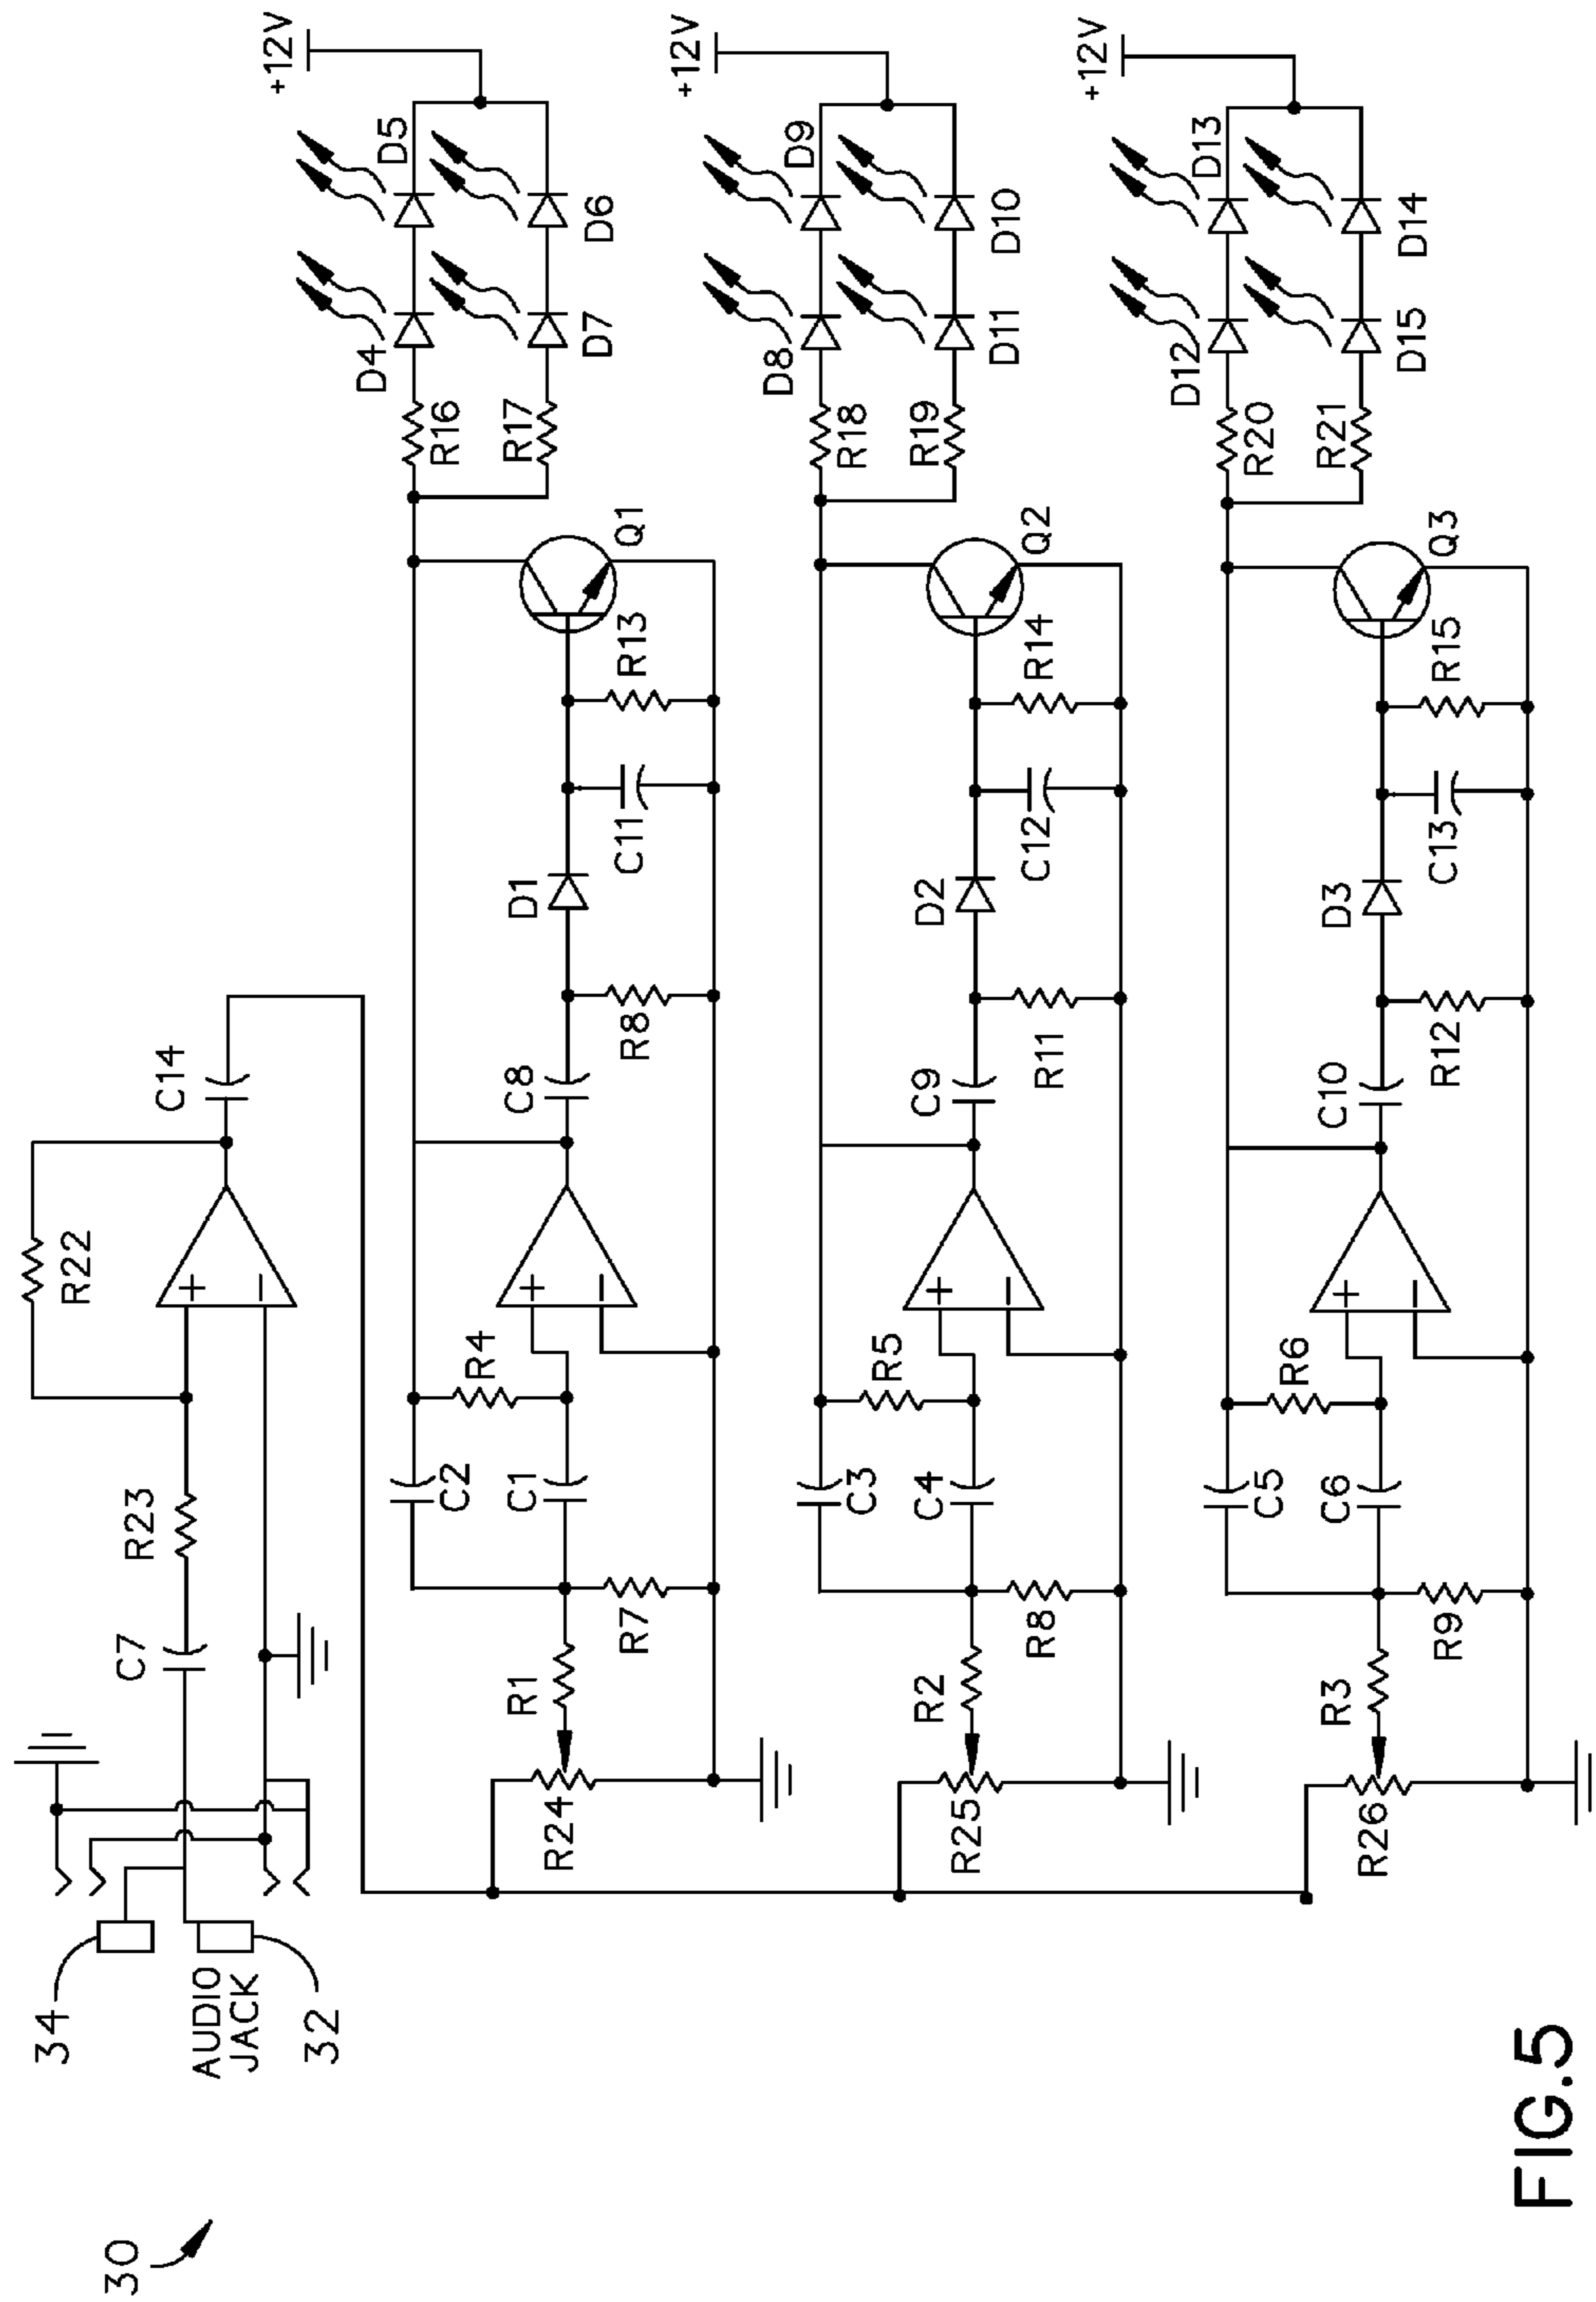 30
34
AUDIO
JACK
32
C7
R23
R22
C14
R24
R1
R7
C2
C1
R4
C8
R8
D1
C11
R13
Q1
R16
R17
D4
D5
D7
D6
+12V
R25
R2
R8
C3
C4
R5
C9
R11
D2
C12
R14
Q2
R18
R19
D8
D9
D11
D10
+12V
R26
R3
R9
C5
C6
R6
C10
R12
D3
C13
R15
Q3
R20
R21
D12
D13
D15
D14
+12V
FIG.5